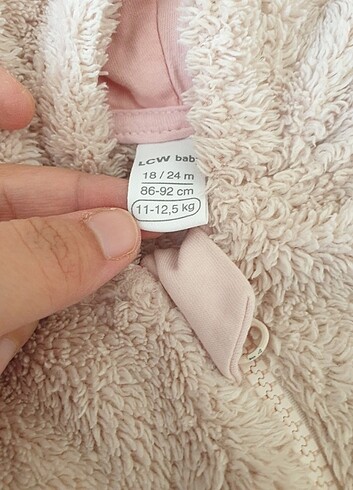 LCW baby
18 / 24 m
86-92 cm
11-12,5 kg